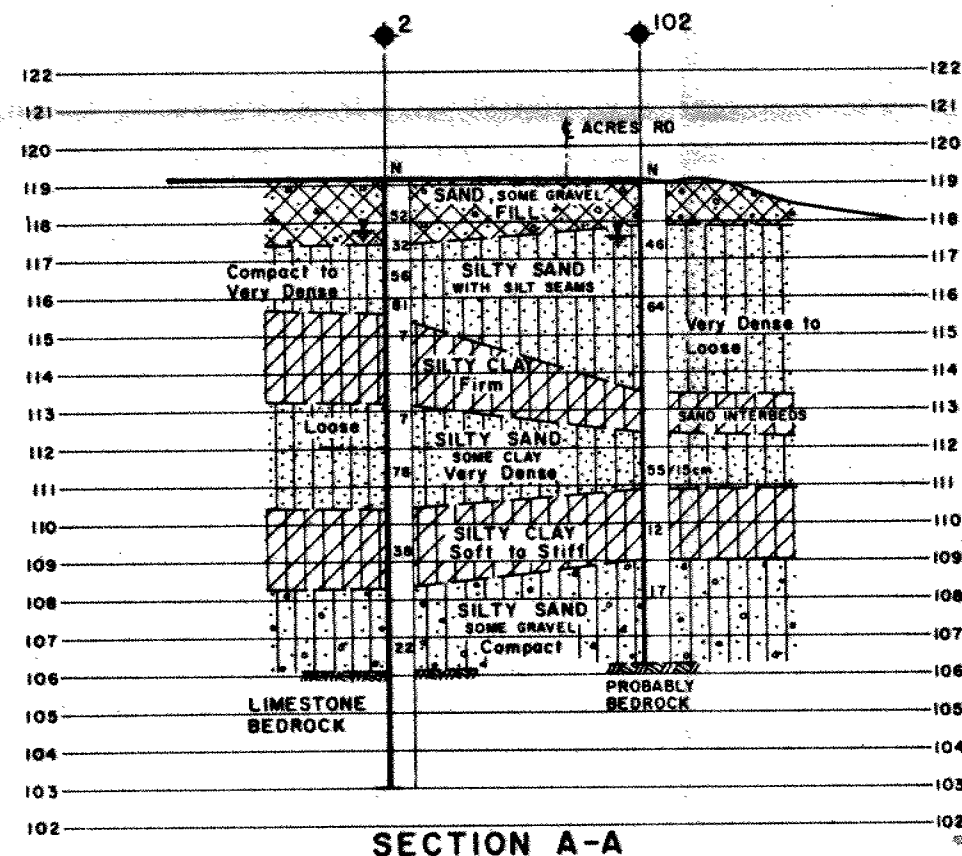 2
102
122
122
121
121
ACRES RD
120
120
N
N
119
119
SAND, SOME GRAVEL
FILL
118
118
52
32
46
117
117
Compact to
Very Dense
56
SILTY SAND
WITH SILT SEAMS
116
116
81
64
Very Dense to
Loose
115
115
7
114
114
SILTY CLAY
Firm
113
113
SAND INTERBEDS
Loose
7
SILTY SAND
SOME CLAY
Very Dense
112
112
78
55/15cm
111
111
110
110
SILTY CLAY
Soft to Stiff
12
38
109
109
17
108
108
SILTY SAND
SOME GRAVEL
Compact
107
107
22
106
106
LIMESTONE
BEDROCK
PROBABLY
BEDROCK
105
105
104
104
103
103
102
102
SECTION A-A